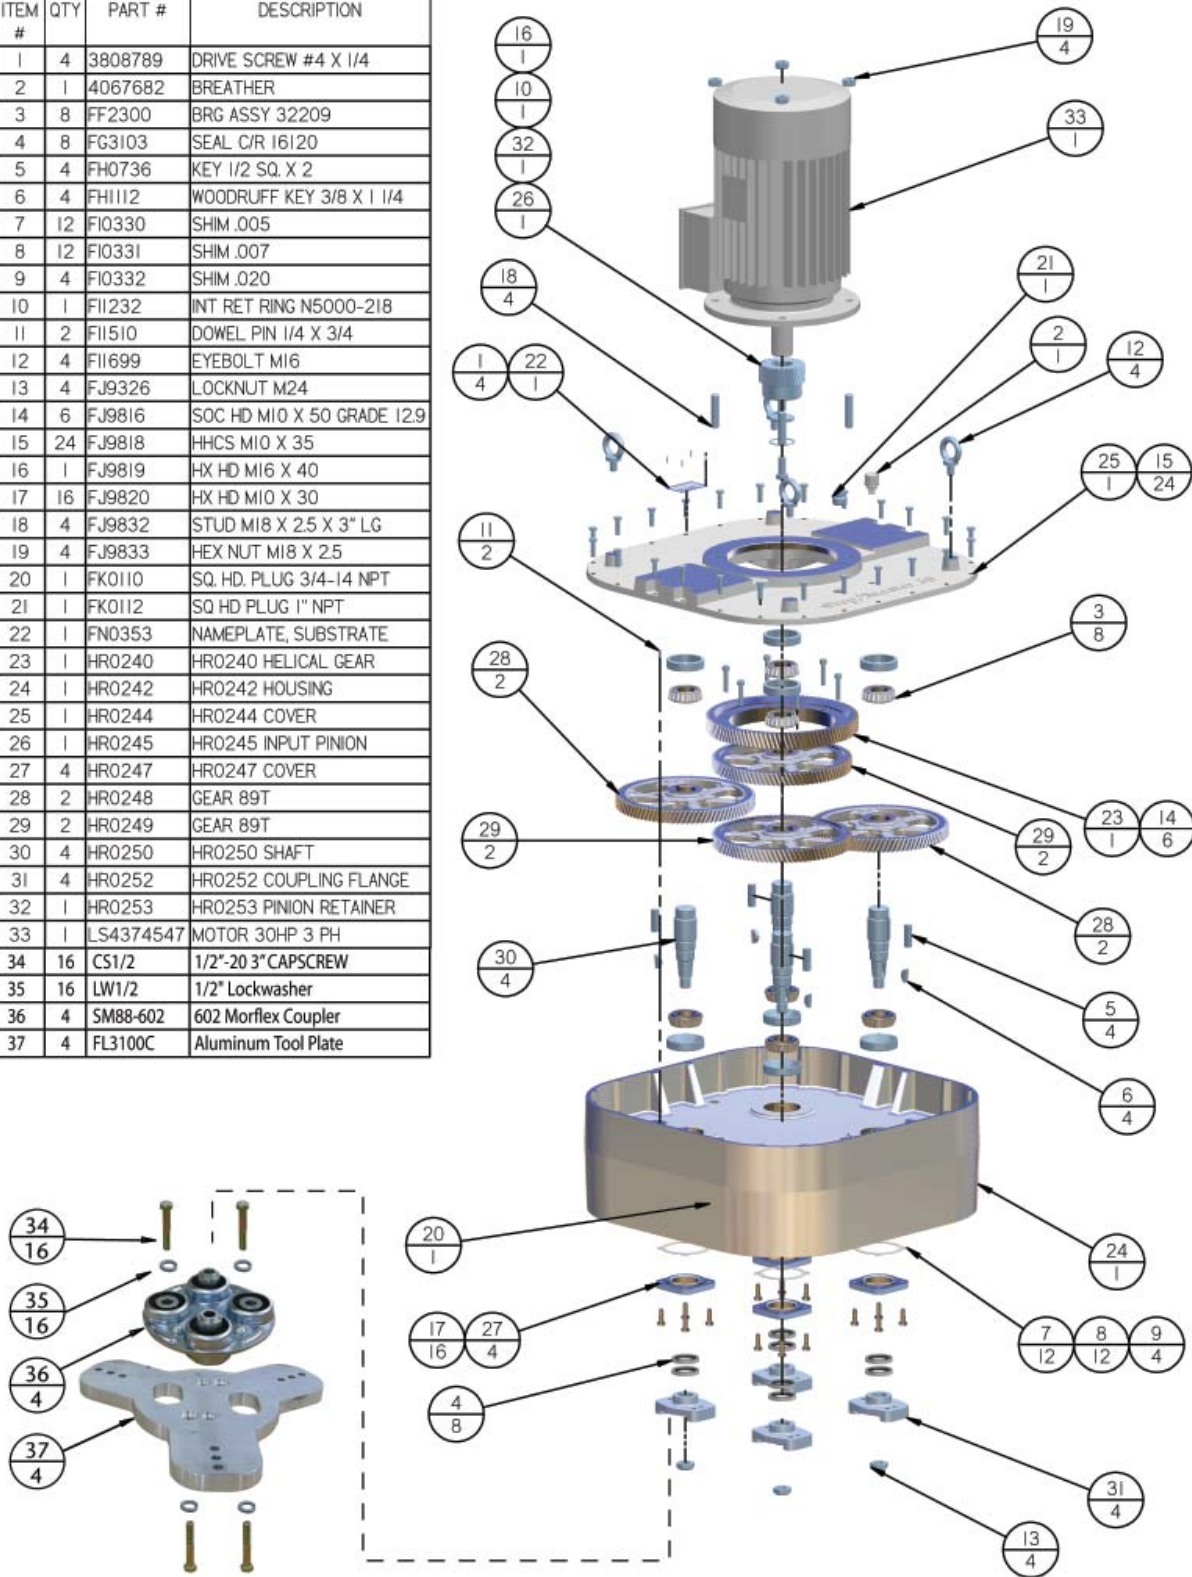 ITEM # QTY PART # DESCRIPTION
1 4 3808789 DRIVE SCREW #4 X 1/4
2 1 4067682 BREATHER
3 8 FF2300 BRG ASSY 32209
4 8 FG3103 SEAL C/R 16120
5 4 FH0736 KEY 1/2 SQ. X 2
6 4 FH1112 WOODRUFF KEY 3/8 X 1 1/4
7 12 FI0330 SHIM .005
8 12 FI0331 SHIM .007
9 4 FI0332 SHIM .020
10 1 FI1232 INT RET RING N5000-218
11 2 FI1510 DOWEL PIN 1/4 X 3/4
12 4 FI1699 EYEBOLT M16
13 4 FJ9326 LOCKNUT M24
14 6 FJ9816 SOC HD M10 X 50 GRADE 12.9
15 24 FJ9818 HHCS M10 X 35
16 1 FJ9819 HX HD M16 X 40
17 16 FJ9820 HX HD M10 X 30
18 4 FJ9832 STUD M18 X 2.5 X 3" LG
19 4 FJ9833 HEX NUT M18 X 2.5
20 1 FK0110 SQ. HD. PLUG 3/4-14 NPT
21 1 FK0112 SQ HD PLUG 1" NPT
22 1 FN0353 NAMEPLATE, SUBSTRATE
23 1 HR0240 HR0240 HELICAL GEAR
24 1 HR0242 HR0242 HOUSING
25 1 HR0244 HR0244 COVER
26 1 HR0245 HR0245 INPUT PINION
27 4 HR0247 HR0247 COVER
28 2 HR0248 GEAR 89T
29 2 HR0249 GEAR 89T
30 4 HR0250 HR0250 SHAFT
31 4 HR0252 HR0252 COUPLING FLANGE
32 1 HR0253 HR0253 PINION RETAINER
33 1 LS4374547 MOTOR 30HP 3 PH
34 16 CS1/2 1/2"-20 3" CAPSCREW
35 16 LW1/2 1/2" Lockwasher
36 4 SM88-602 602 Morflex Coupler
37 4 FL3100C Aluminum Tool Plate
16
1
10
1
32
1
26
1
19
4
33
1
18
4
21
1
2
1
12
4
1 22
4 1
25 15
1 24
11
2
3
8
28
2
29
2
23 14
1 6
29
2
28
2
30
4
5
4
6
4
20
1
24
1
17 27
16 4
7 8 9
12 12 4
4
8
31
4
13
4
34
16
35
16
36
4
37
4